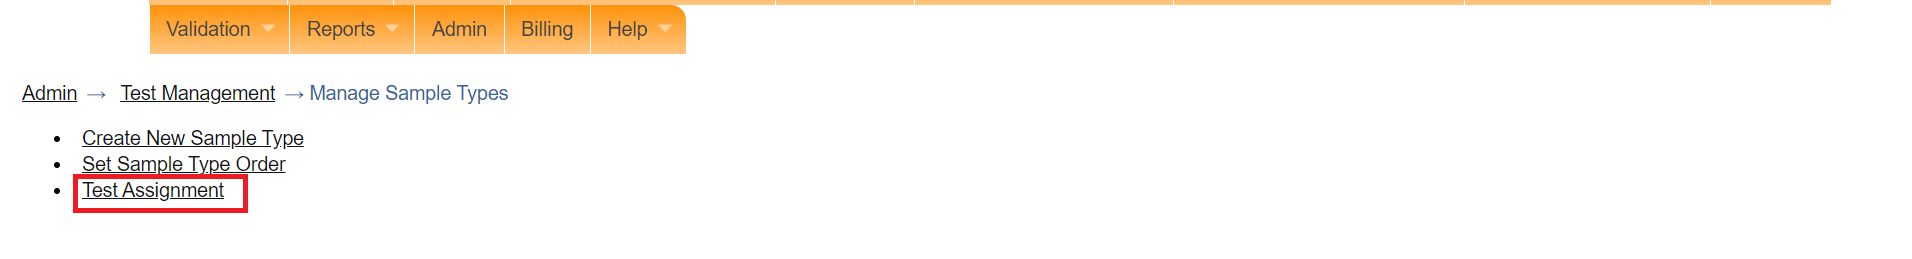 Validation Reports Admin Billing Help
Admin → Test Management → Manage Sample Types
• Create New Sample Type
• Set Sample Type Order
• Test Assignment